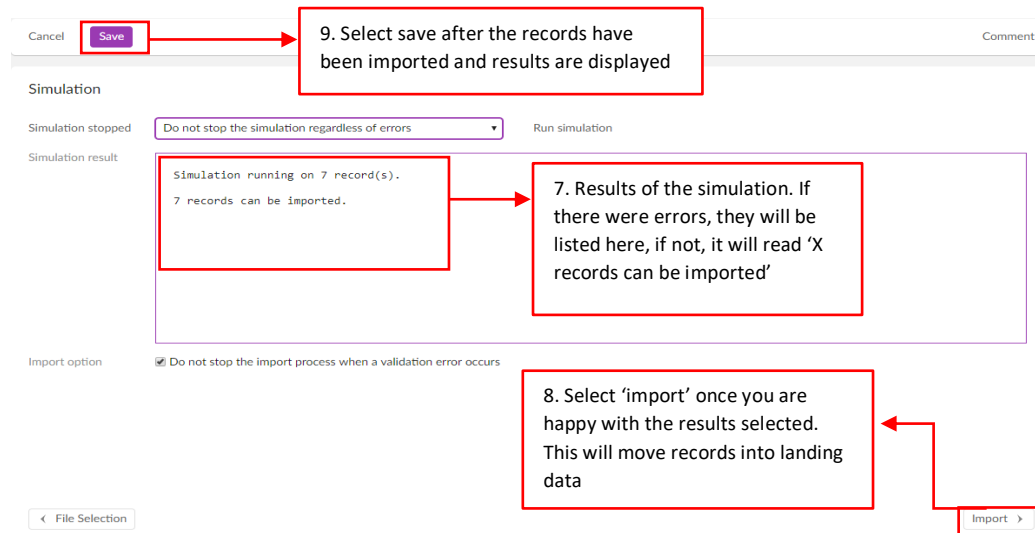 Cancel
Save
9. Select save after the records have
been imported and results are displayed
Comment
Simulation
Simulation stopped
Do not stop the simulation regardless of errors
Run simulation
Simulation result
Simulation running on 7 record(s).
7 records can be imported.
7. Results of the simulation. If
there were errors, they will be
listed here, if not, it will read ‘X
records can be imported’
Import option
Do not stop the import process when a validation error occurs
8. Select ‘import’ once you are
happy with the results selected.
This will move records into landing
data
File Selection
Import